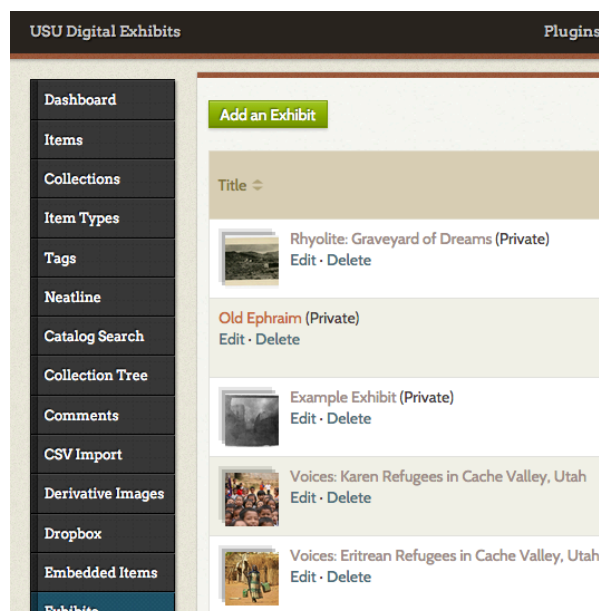 USU Digital Exhibits
Plugins
Dashboard
Items
Collections
Item Types
Tags
Neatline
Catalog Search
Collection Tree
Comments
CSV Import
Derivative Images
Dropbox
Embedded Items
Exhibits
Add an Exhibit
Title
Rhyolite: Graveyard of Dreams (Private)
Edit · Delete
Old Ephraim (Private)
Edit · Delete
Example Exhibit (Private)
Edit · Delete
Voices: Karen Refugees in Cache Valley, Utah
Edit · Delete
Voices: Eritrean Refugees in Cache Valley, Utah
Edit · Delete